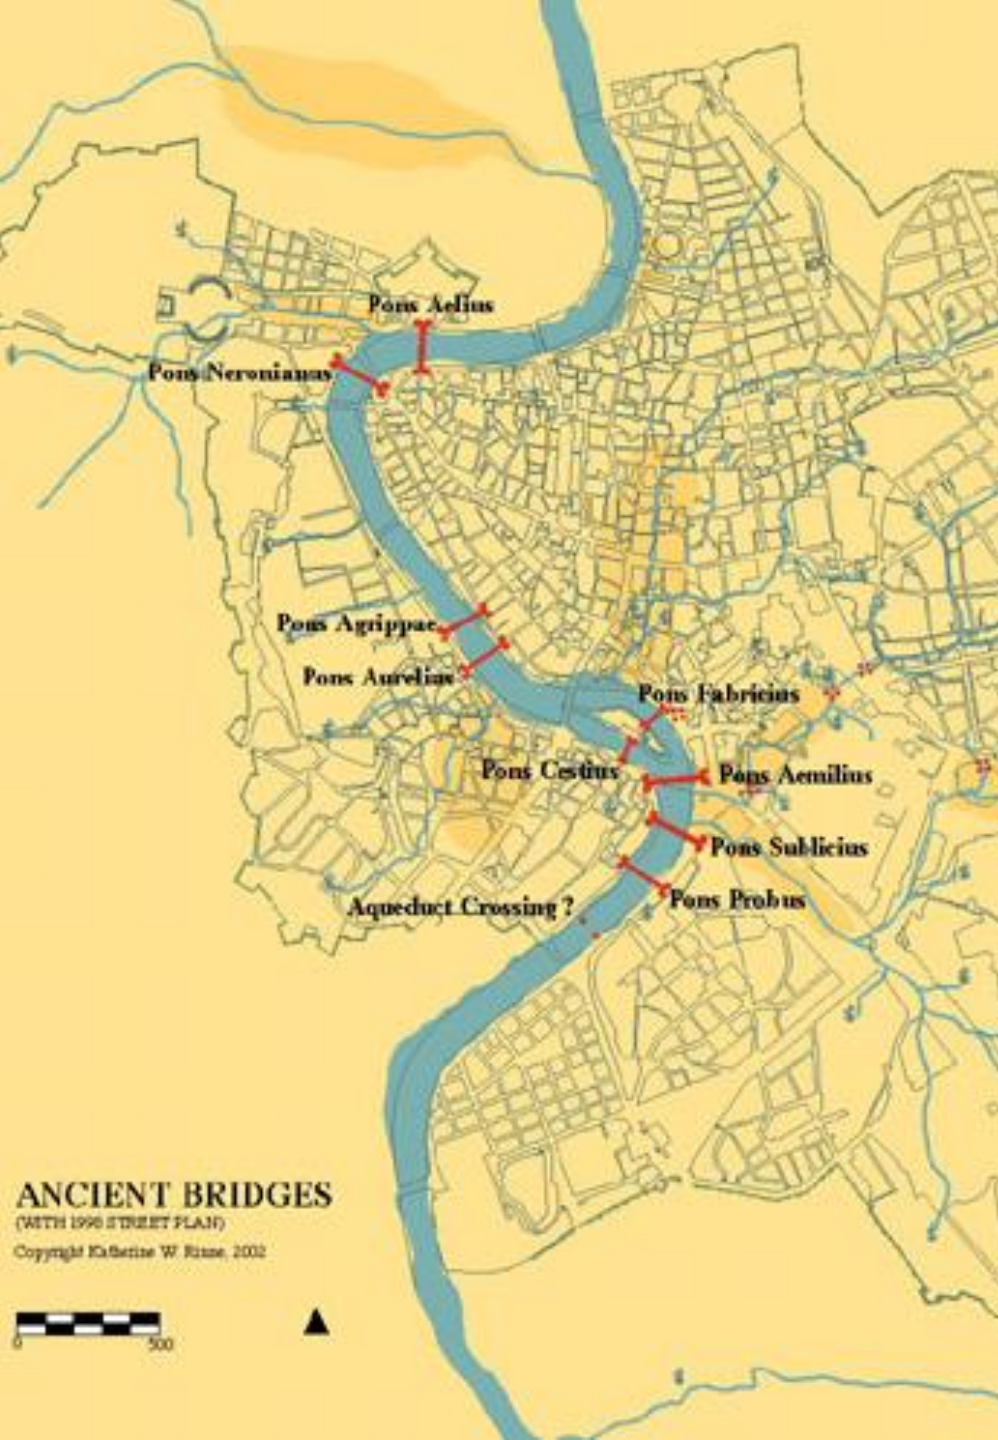 Pons Aelius
Pons Neronianus
Pons Agrippae
Pons Aurelius
Pons Fabricius
Pons Cestius
Pons Aemilius
Pons Sublicius
Pons Probus
Aqueduct Crossing ?
ANCIENT BRIDGES
(WITH 1998 STREET PLAN)
Copyright Katherine W. Rinne, 2002
0 500